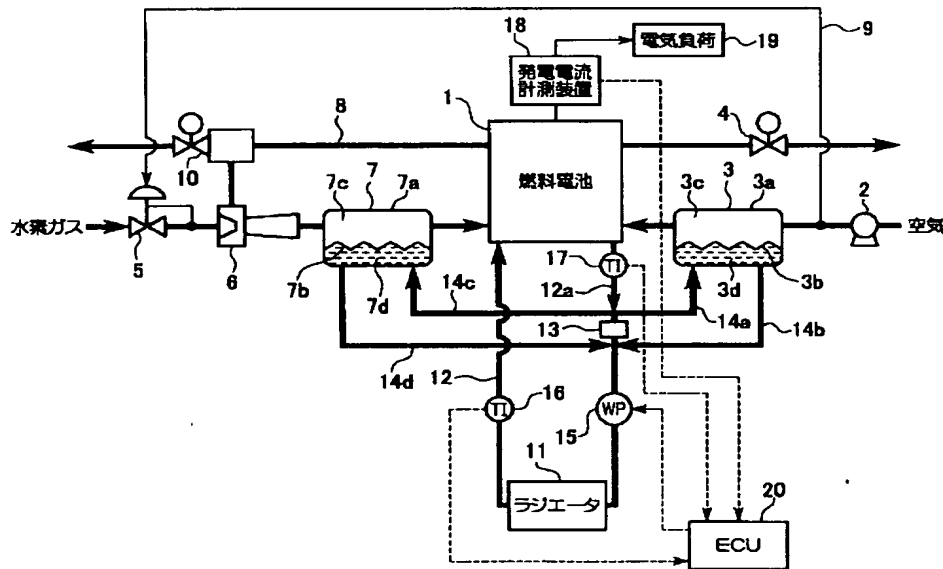 18
電気負荷
19
9
発電電流
計測装置
1
8
4
10
燃料電池
7c
7
7a
3c
3
3a
2
水素ガス
空気
5
6
17
TI
7b
7d
14c
12a
3d
3b
13
14a
14b
14d
12
TI
16
15
WP
11
ラジエータ
20
ECU